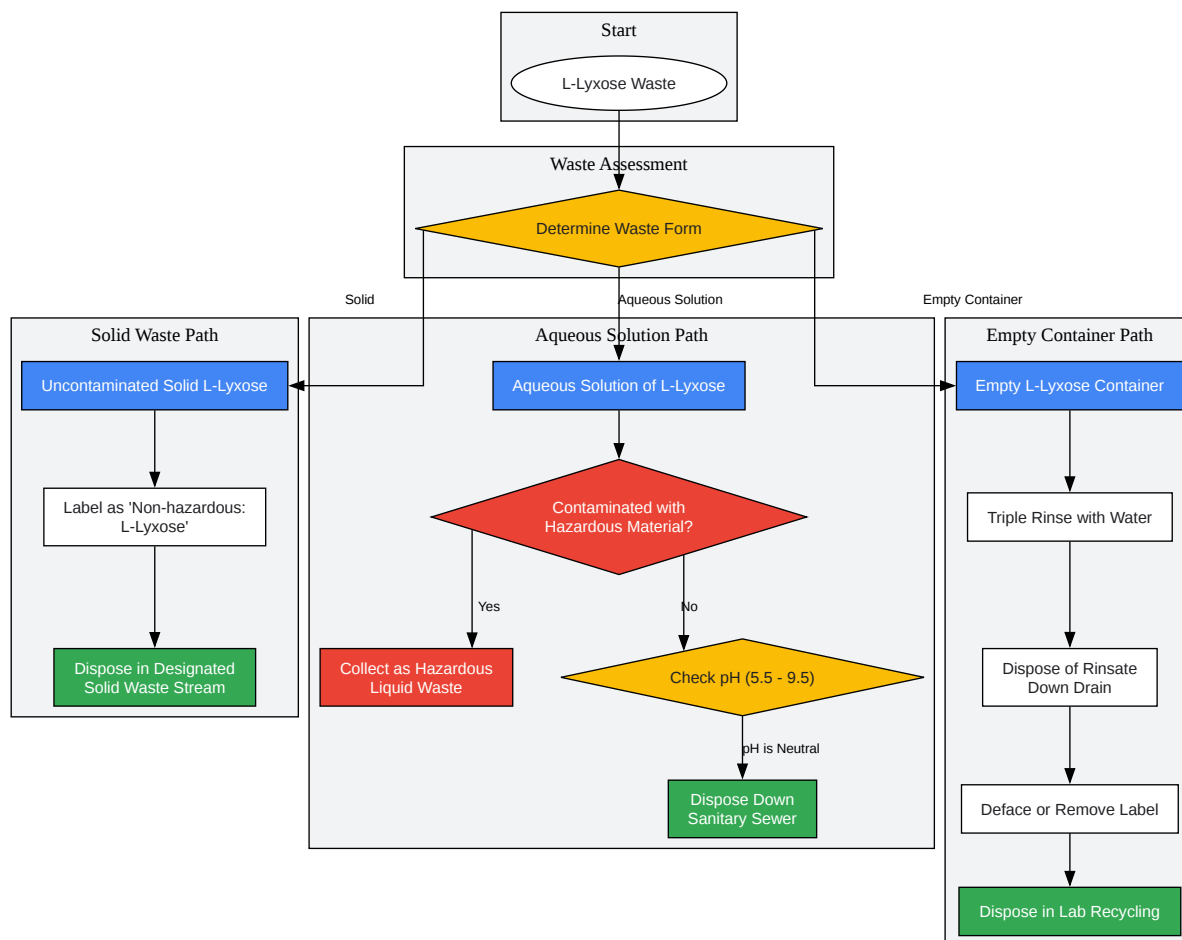 Start
L-Lyxose Waste
Waste Assessment
Determine Waste Form
Solid
Aqueous Solution
Empty Container
Solid Waste Path
Uncontaminated Solid L-Lyxose
Label as 'Non-hazardous:
L-Lyxose'
Dispose in Designated
Solid Waste Stream
Aqueous Solution Path
Aqueous Solution of L-Lyxose
Contaminated with
Hazardous Material?
Yes
No
Collect as Hazardous
Liquid Waste
Check pH (5.5 - 9.5)
pH is Neutral
Dispose Down
Sanitary Sewer
Empty Container Path
Empty L-Lyxose Container
Triple Rinse with Water
Dispose of Rinsate
Down Drain
Deface or Remove Label
Dispose in Lab Recycling